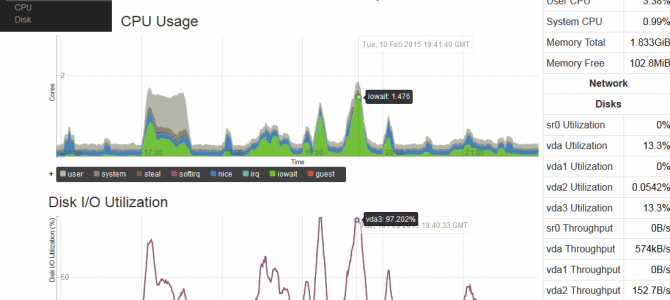 CPU
Disk
CPU Usage
Tue, 10 Feb 2015 19:41:49 GMT
2
Cores
iowait: 1.476
17:00
20
21:00
Time
+ user system steal softirq nice irq iowait guest
Disk I/O Utilization
vda3: 97.202%
19:40:33 GMT
Disk I/O Utilization (%)
50
User CPU 3.38%
System CPU 0.99%
Memory Total 1.833GiB
Memory Free 102.8MiB
Network
Disks
sr0 Utilization 0%
vda Utilization 13.3%
vda1 Utilization 0%
vda2 Utilization 0.0542%
vda3 Utilization 13.3%
sr0 Throughput 0B/s
vda Throughput 574kB/s
vda1 Throughput 0B/s
vda2 Throughput 152.7B/s